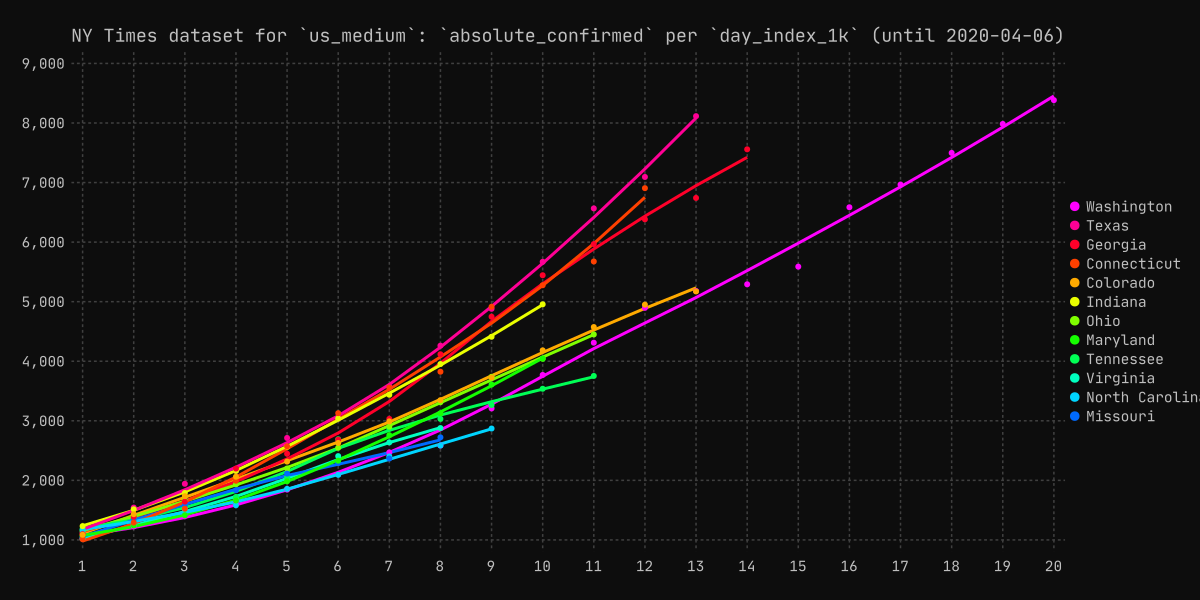 NY Times dataset for `us_medium`: `absolute_confirmed` per `day_index_1k` (until 2020-04-06)
9,000
8,000
7,000
6,000
5,000
4,000
3,000
2,000
1,000
1 2 3 4 5 6 7 8 9 10 11 12 13 14 15 16 17 18 19 20
Washington
Texas
Georgia
Connecticut
Colorado
Indiana
Ohio
Maryland
Tennessee
Virginia
North Carolina
Missouri